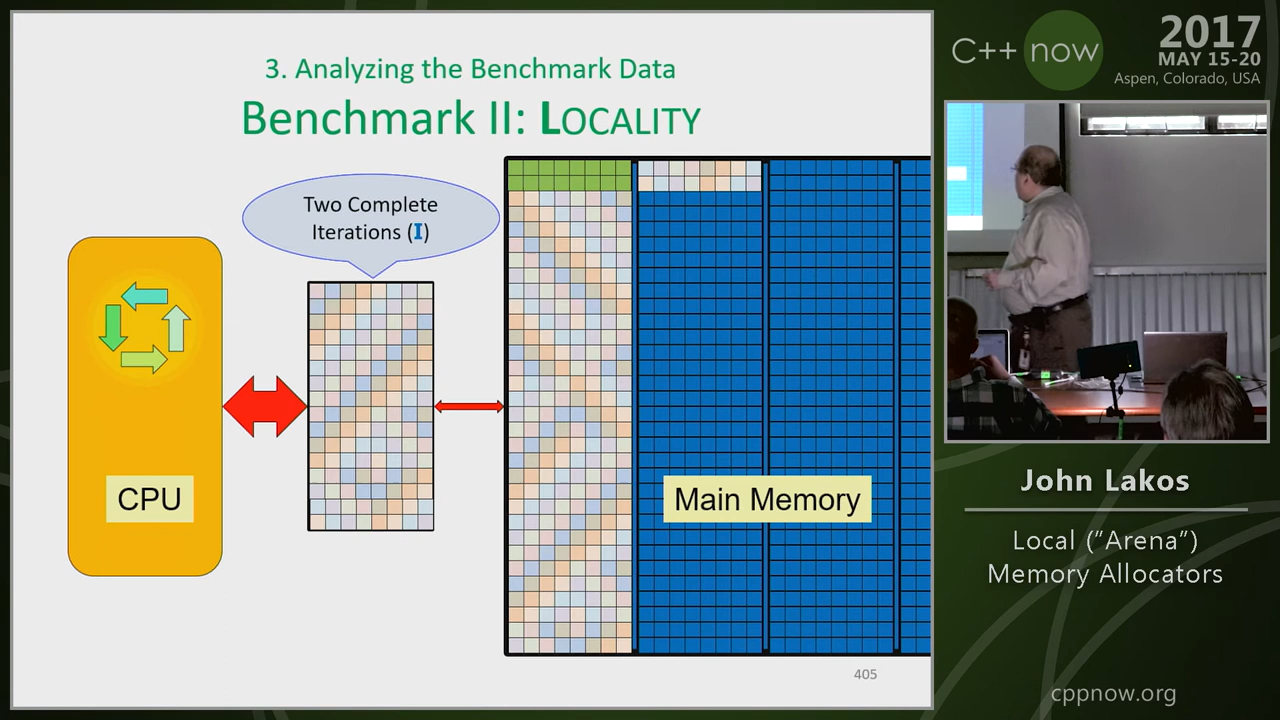 3. Analyzing the Benchmark Data
Benchmark II: LOCALITY
Two Complete
Iterations (I)
CPU
Main Memory
405
C++ now
2017
MAY 15-20
Aspen, Colorado, USA
John Lakos
Local (“Arena”)
Memory Allocators
cppnow.org